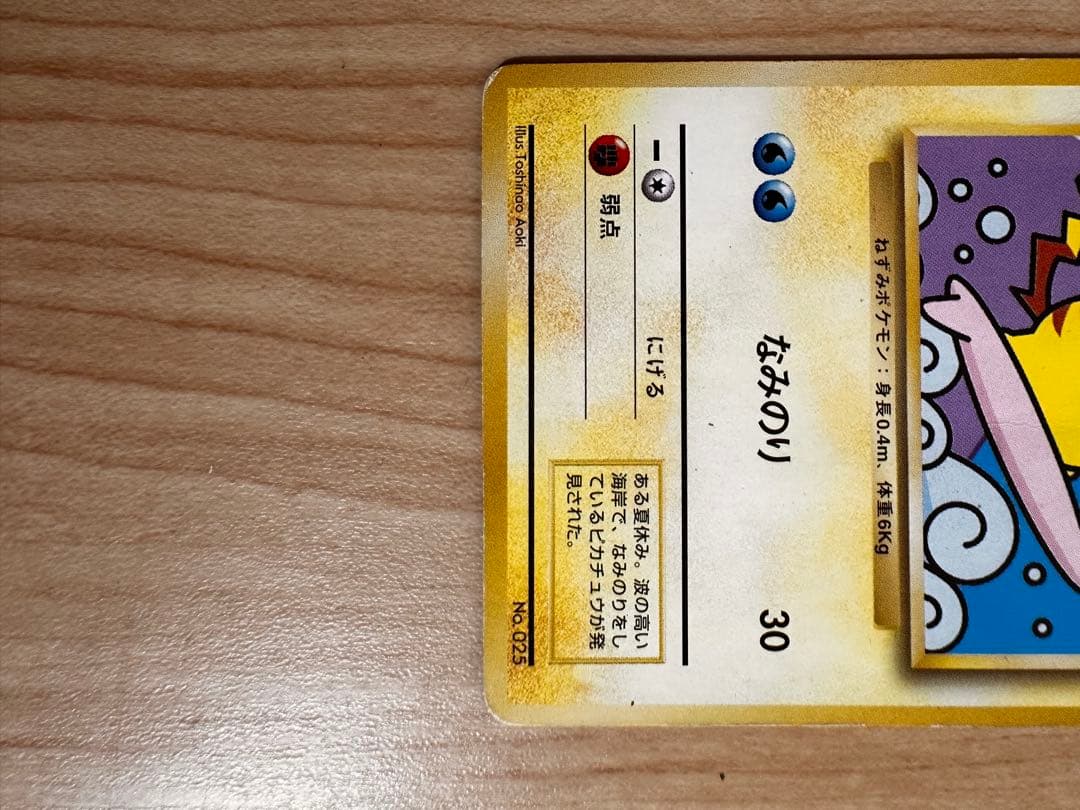 ねずみポケモン：身長0.4m、体重6Kg
なみのり 30
にげる
弱点
ある夏休み。波の高い
海岸で、なみのりをし
ているピカチュウが発
見された。
Illus. Toshinao Aoki
No. 025